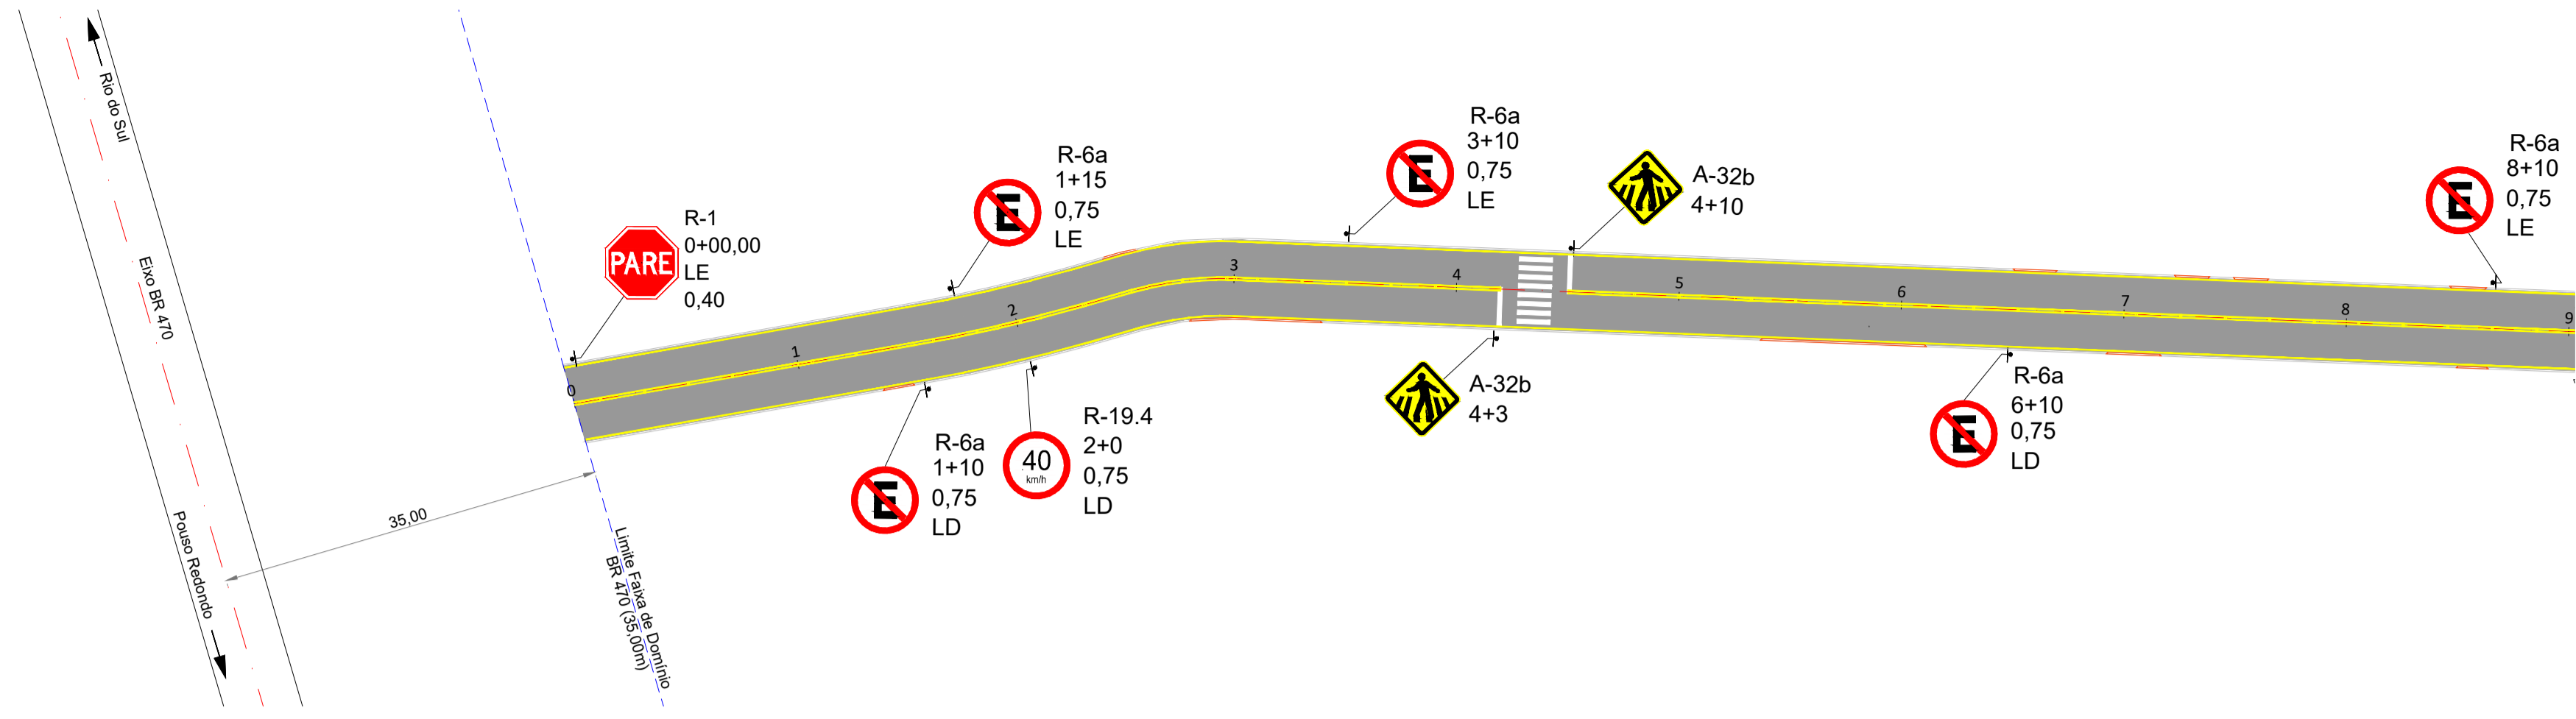 Rio do Sul
Eixo BR 470
Pouso Redondo
35,00
Limite Faixa de Domínio
BR 470 (35,00m)
PARE
R-1
0+00,00
LE
0,40
E
R-6a
1+15
0,75
LE
E
R-6a
3+10
0,75
LE
A-32b
4+10
E
R-6a
8+10
0,75
LE
0
1
2
3
4
5
6
7
8
9
E
R-6a
1+10
0,75
LD
40
km/h
R-19.4
2+0
0,75
LD
A-32b
4+3
E
R-6a
6+10
0,75
LD